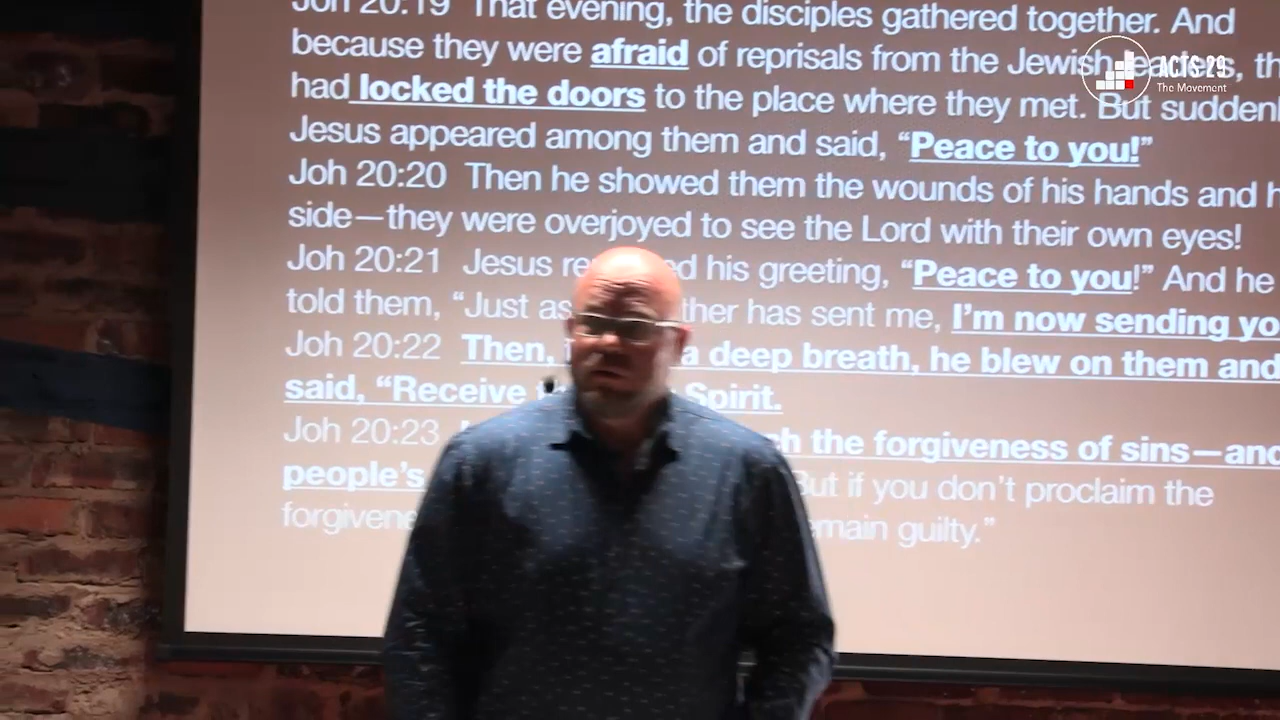 Joh 20:19 That evening, the disciples gathered together. And
because they were afraid of reprisals from the Jewish
had locked the doors to the place where they met. But
Jesus appeared among them and said, “Peace to you!”
Joh 20:20 Then he showed them the wounds of his hands and
side—they were overjoyed to see the Lord with their own eyes!
Joh 20:21 Jesus his greeting, “Peace to you!” And he
told them, “Just as has sent me, I’m now sending
Joh 20:22 Then, a deep breath, he blew on them and
said, “Receive Spirit.
Joh 20:23 the forgiveness of sins—and
people’s But if you don’t proclaim the
guilty.”
ACTS 29
The Movement